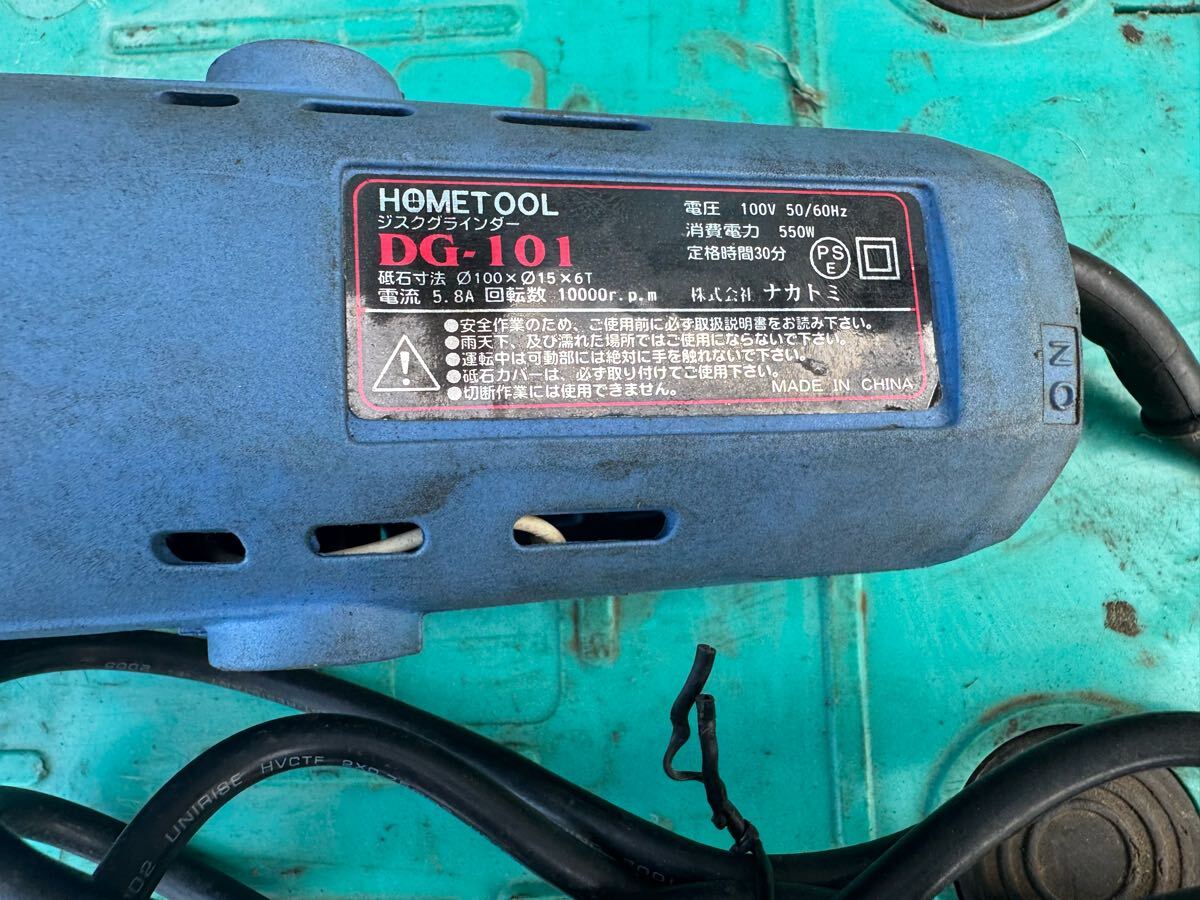 HOMETOOL
ジスクグラインダー
DG-101
砥石寸法 Ø100×Ø15×6T
電流 5.8A 回転数 10000r.p.m
電圧 100V 50/60Hz
消費電力 550W
定格時間30分
PS
E
株式会社 ナカトミ
●安全作業のため、ご使用前に必ず取扱説明書をお読み下さい。
●雨天下、及び濡れた場所ではご使用にならないで下さい。
●運転中は可動部には絶対に手を触れないで下さい。
●砥石カバーは、必ず取り付けてご使用下さい。
●切断作業には使用できません。
MADE IN CHINA
NO
UNIRISE HVCTF